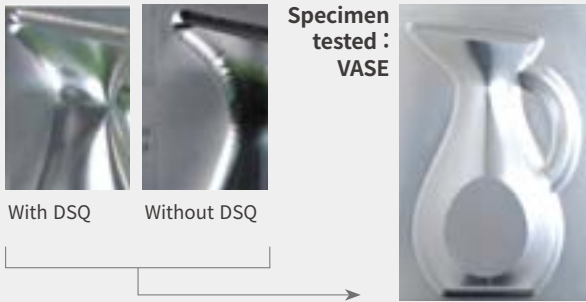 Specimen
tested :
VASE
With DSQ
Without DSQ